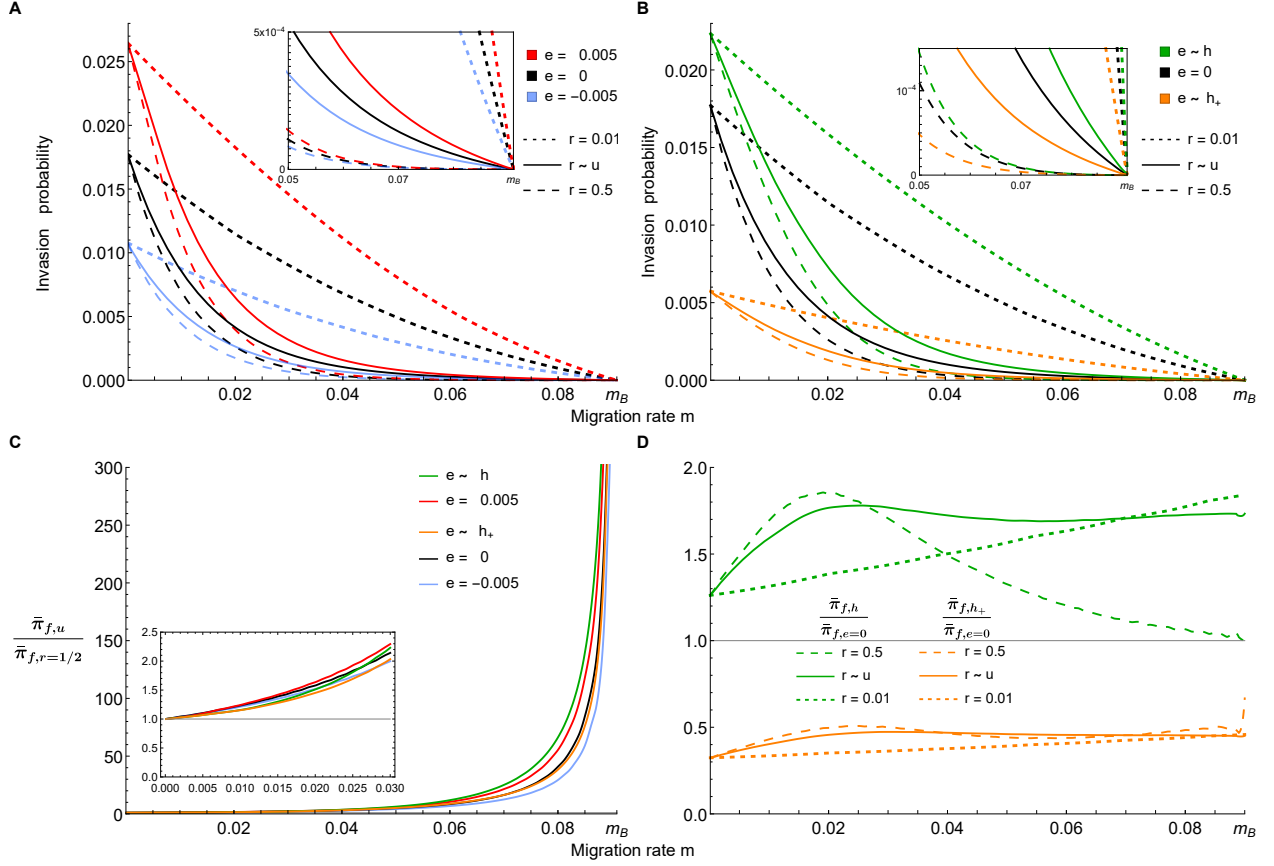 A
Invasion probability
0.025
0.020
0.015
0.010
0.005
0.000
0.02
0.04
0.06
0.08
m_B
Migration rate m
5×10⁻⁴
0
0.05
0.07
m_B
e = 0.005
e = 0
e = −0.005
r = 0.01
r ~ u
r = 0.5
B
Invasion probability
0.020
0.015
0.010
0.005
0.000
0.02
0.04
0.06
0.08
m_B
Migration rate m
10⁻⁴
0
0.05
0.07
m_B
e ~ h
e = 0
e ~ h₊
r = 0.01
r ~ u
r = 0.5
C
π̄_{f,u}
π̄_{f,r=1/2}
300
250
200
150
100
50
0
0.02
0.04
0.06
0.08
m_B
Migration rate m
e ~ h
e = 0.005
e ~ h₊
e = 0
e = −0.005
2.5
2.0
1.5
1.0
0.5
0.0
0.000 0.005 0.010 0.015 0.020 0.025 0.030
D
2.0
1.5
1.0
0.5
0.0
0.02
0.04
0.06
0.08
m_B
Migration rate m
π̄_{f,h} π̄_{f,h₊}
π̄_{f,e=0} π̄_{f,e=0}
r = 0.5 r = 0.5
r ~ u r ~ u
r = 0.01 r = 0.01